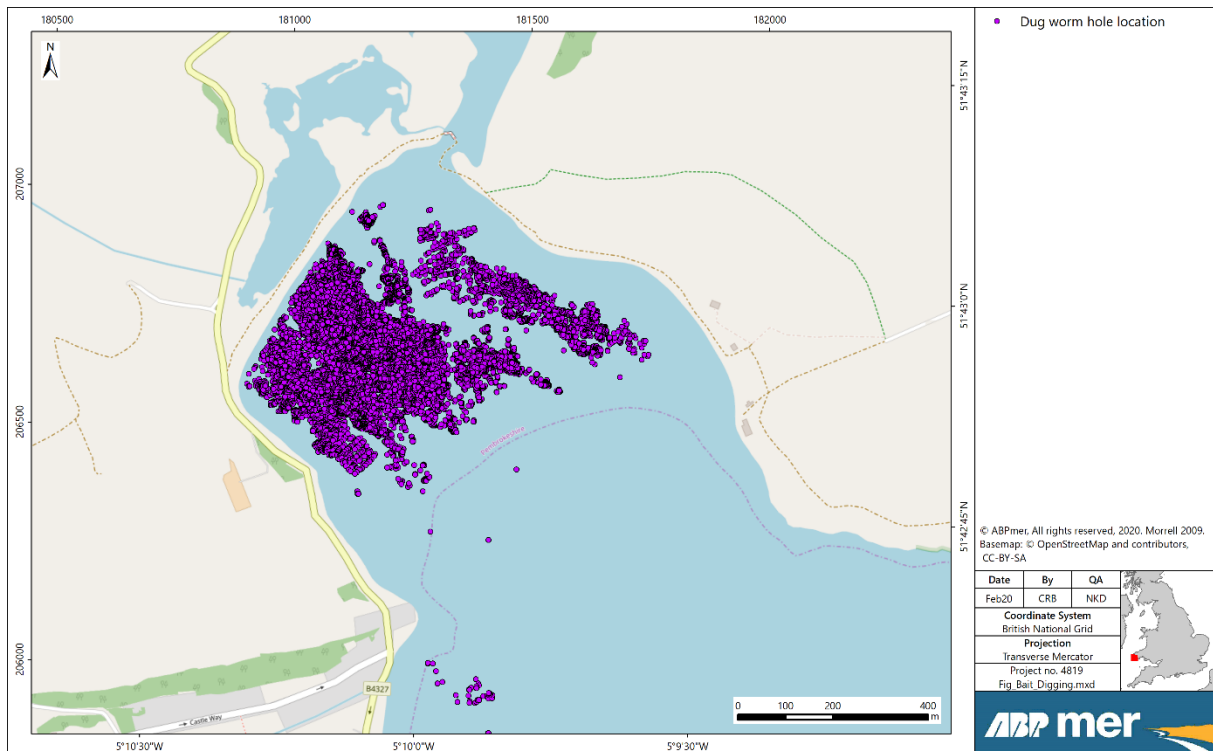 180500
181000
181500
182000
Dug worm hole location
N
51°43'15"N
207000
51°43'0"N
206500
Pembrokeshire
51°42'45"N
© ABPmer, All rights reserved, 2020. Morrell 2009.
Basemap: © OpenStreetMap and contributors,
CC-BY-SA
Date By QA
Feb20 CRB NKD
Coordinate System
British National Grid
Projection
Transverse Mercator
Project no. 4819
Fig_Bait_Digging.mxd
206000
B4327
Castle Way
0 100 200 400
m
ABPmer
5°10'30"W
5°10'0"W
5°9'30"W